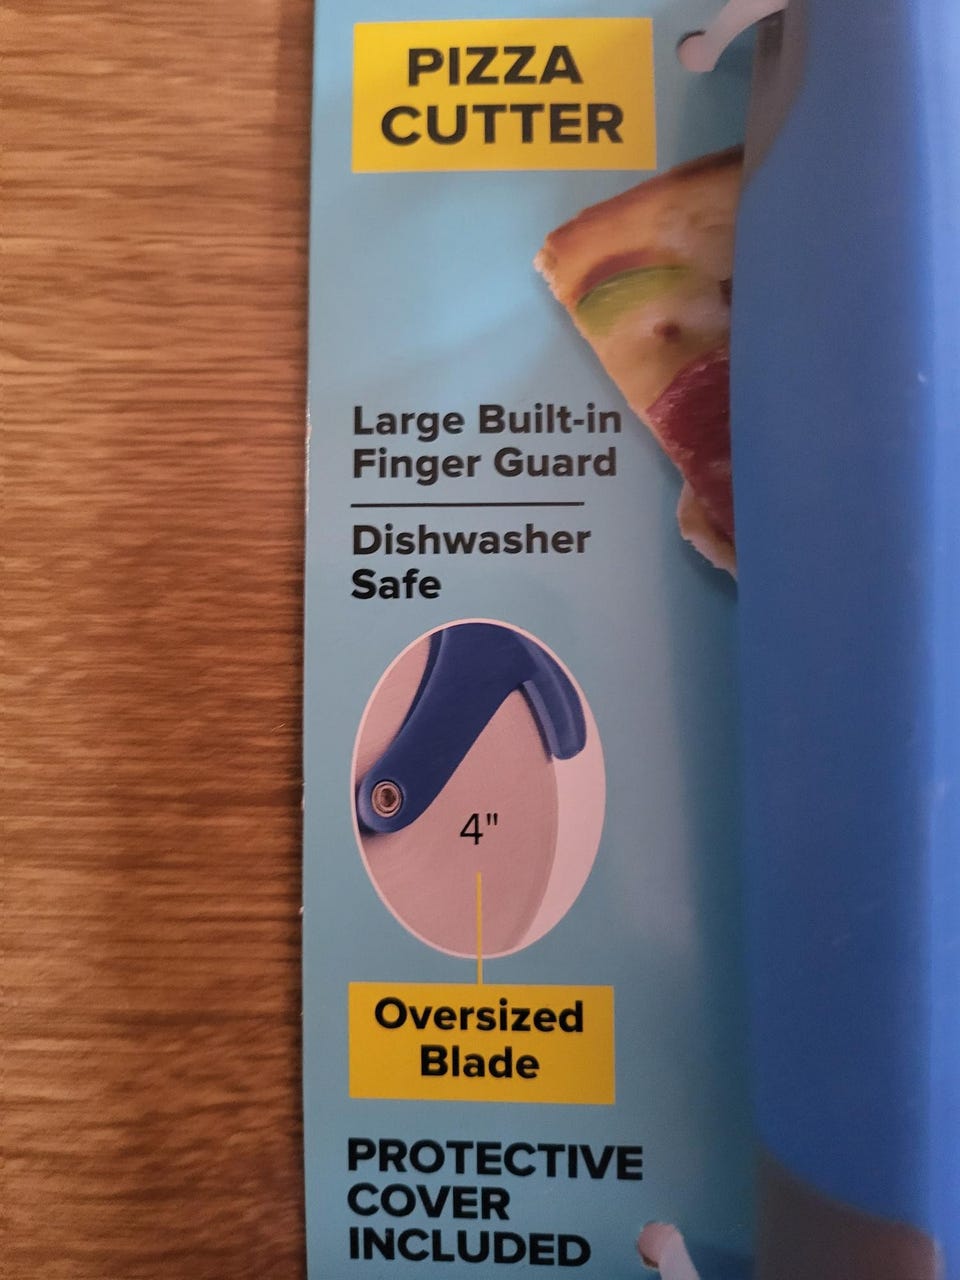 PIZZA
CUTTER
Large Built-in
Finger Guard
Dishwasher
Safe
4"
Oversized
Blade
PROTECTIVE
COVER
INCLUDED